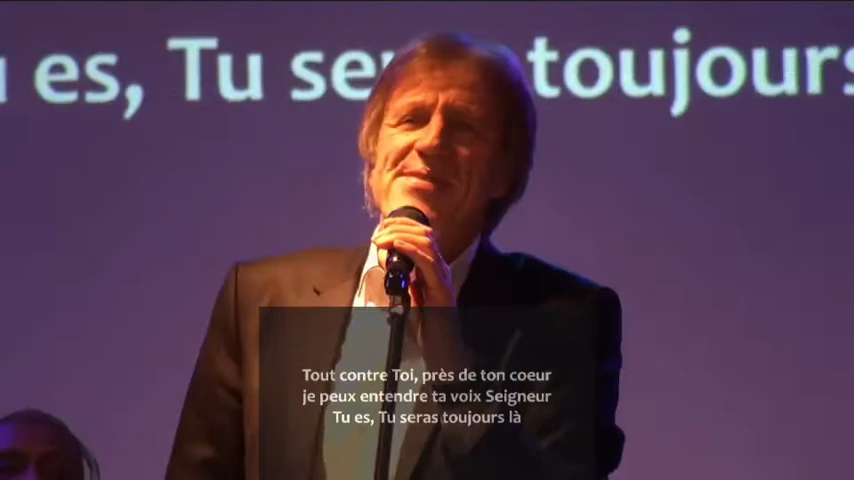 u es, Tu seras toujours
Tout contre Toi, près de ton coeur
je peux entendre ta voix Seigneur
Tu es, Tu seras toujours là